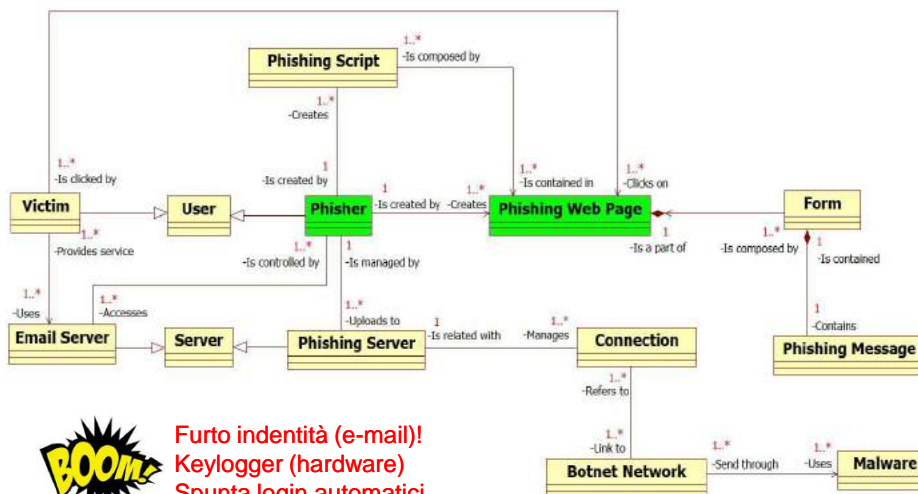 1..*
1..*
-Is composed by
Phishing Script
1..*
-Creates
1..*
-Is clicked by
1
-Is created by
1..*
-Is contained in
1..*
-Clicks on
Victim
User
Phisher
1
-Is created by
1..*
-Creates
Phishing Web Page
Form
1..*
-Provides service
1..*
-Is controlled by
1
-Is managed by
1
-Is a part of
1..*
-Is composed by
1
-Is contained
1..*
-Uses
1..*
-Accesses
1..*
-Uploads to
1
-Is related with
1..*
-Manages
1
-Contains
Email Server
Server
Phishing Server
Connection
Phishing Message
1..*
-Refers to
1..*
-Link to
BOOM!
Furto indentità (e-mail)!
Keylogger (hardware)
Spunta login automatici
Botnet Network
1..*
-Send through
1..*
-Uses
Malware